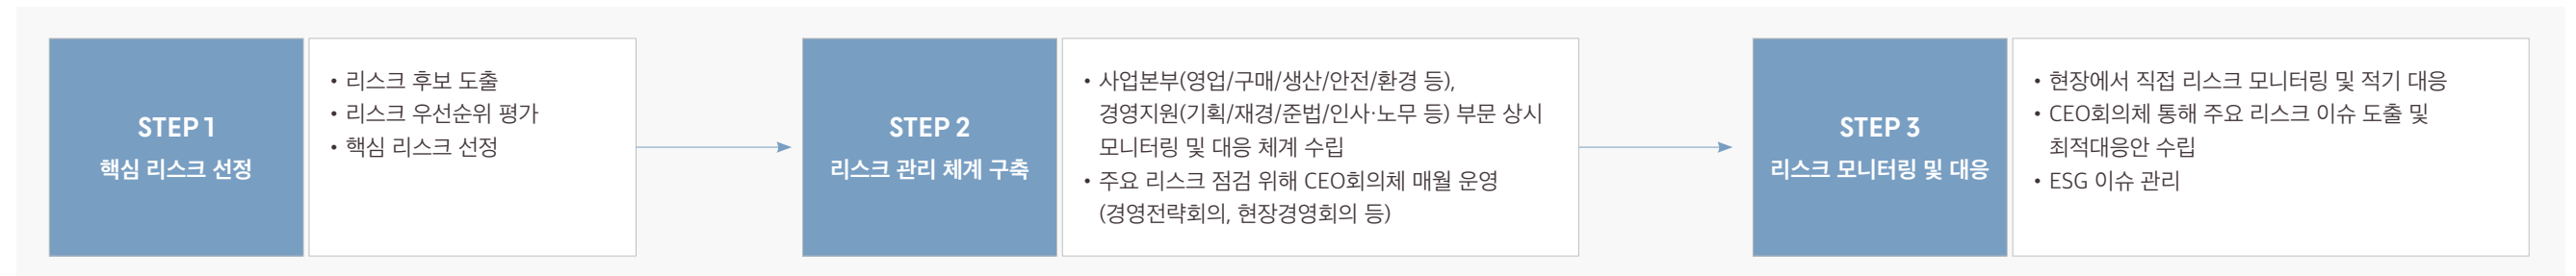 STEP 1
핵심 리스크 선정
• 리스크 후보 도출
• 리스크 우선순위 평가
• 핵심 리스크 선정
STEP 2
리스크 관리 체계 구축
• 사업본부(영업/구매/생산/안전/환경 등),
경영지원(기획/재경/준법/인사·노무 등) 부문 상시
모니터링 및 대응 체계 수립
• 주요 리스크 점검 위해 CEO회의체 매월 운영
(경영전략회의, 현장경영회의 등)
STEP 3
리스크 모니터링 및 대응
• 현장에서 직접 리스크 모니터링 및 적기 대응
• CEO회의체 통해 주요 리스크 이슈 도출 및
최적대응안 수립
• ESG 이슈 관리